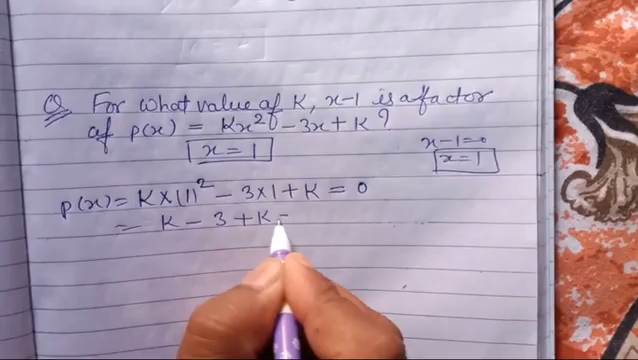 Q For what value of K, x-1 is a factor
of p(x) = Kx² - 3x + K?
x = 1
x-1=0
x=1
p(x) = K×(1)² - 3×1 + K = 0
= K - 3 + K =